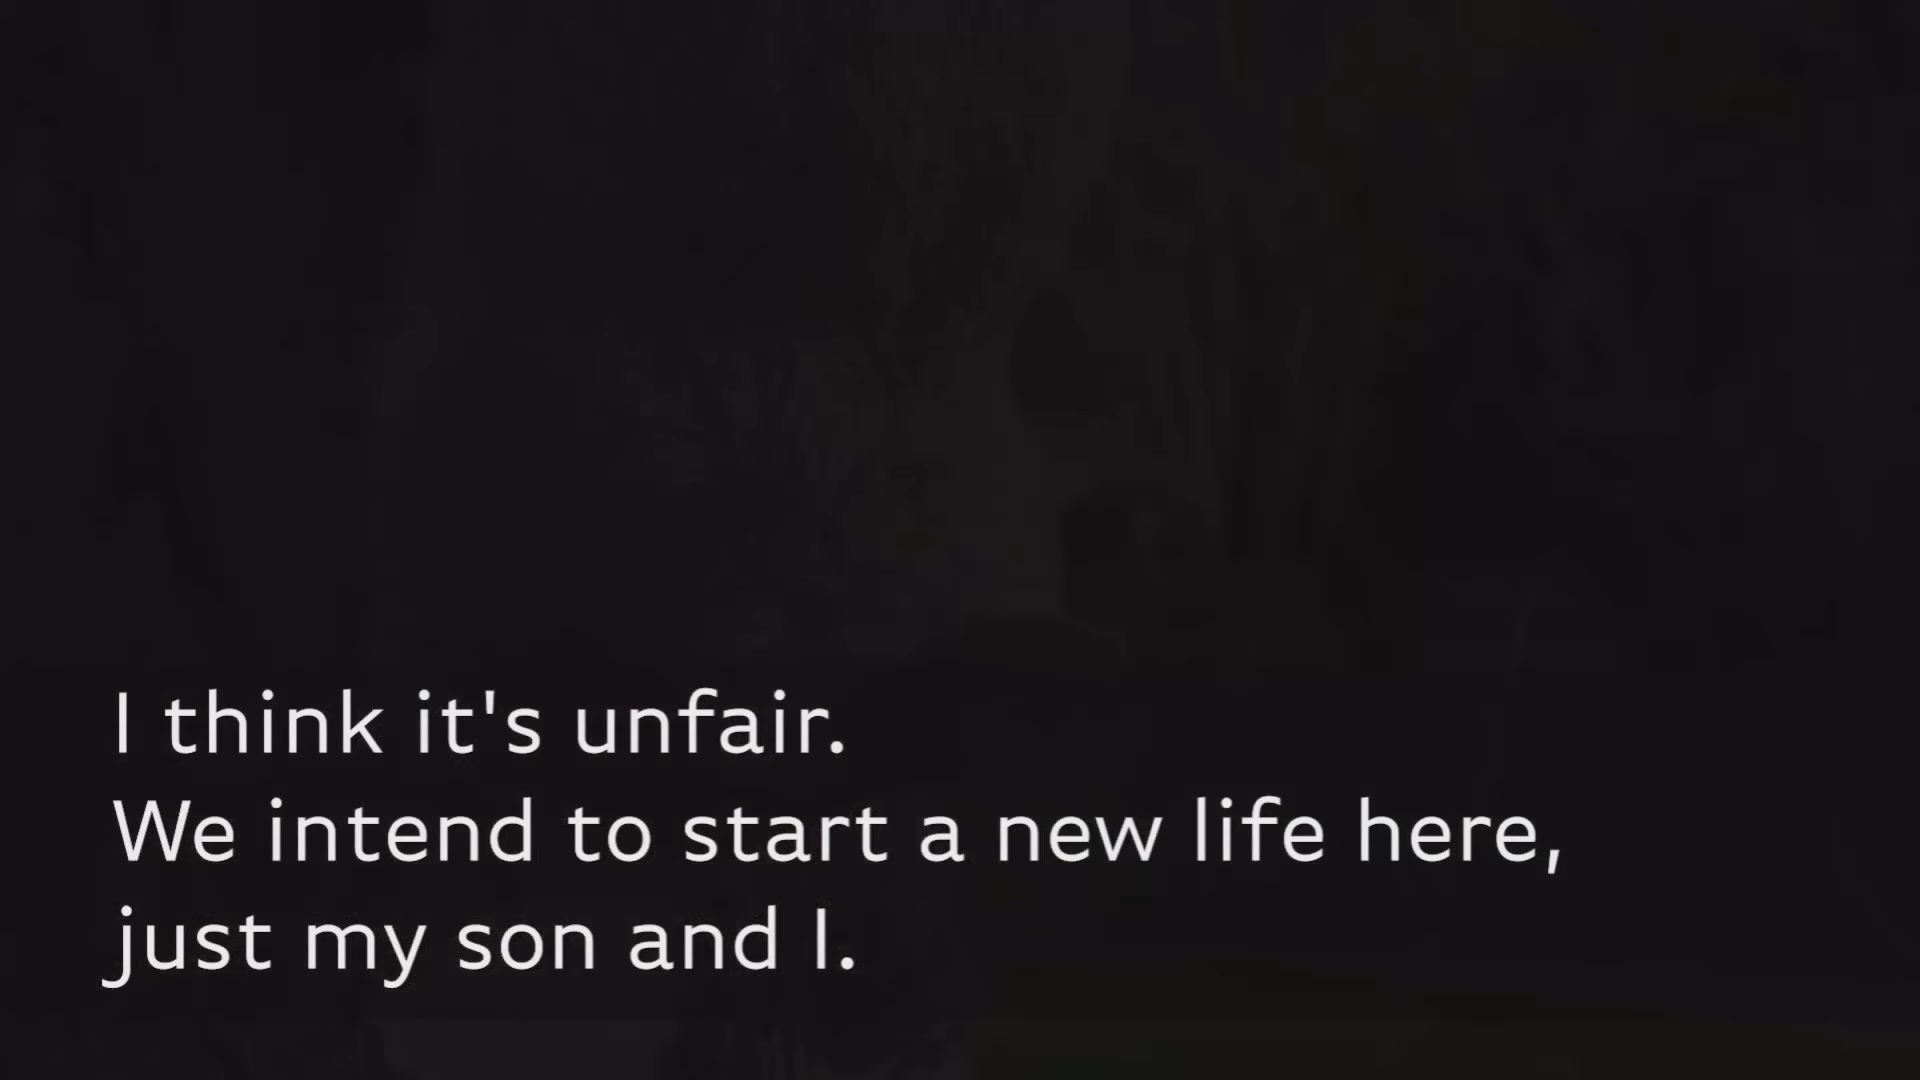 I think it's unfair.
We intend to start a new life here,
just my son and I.